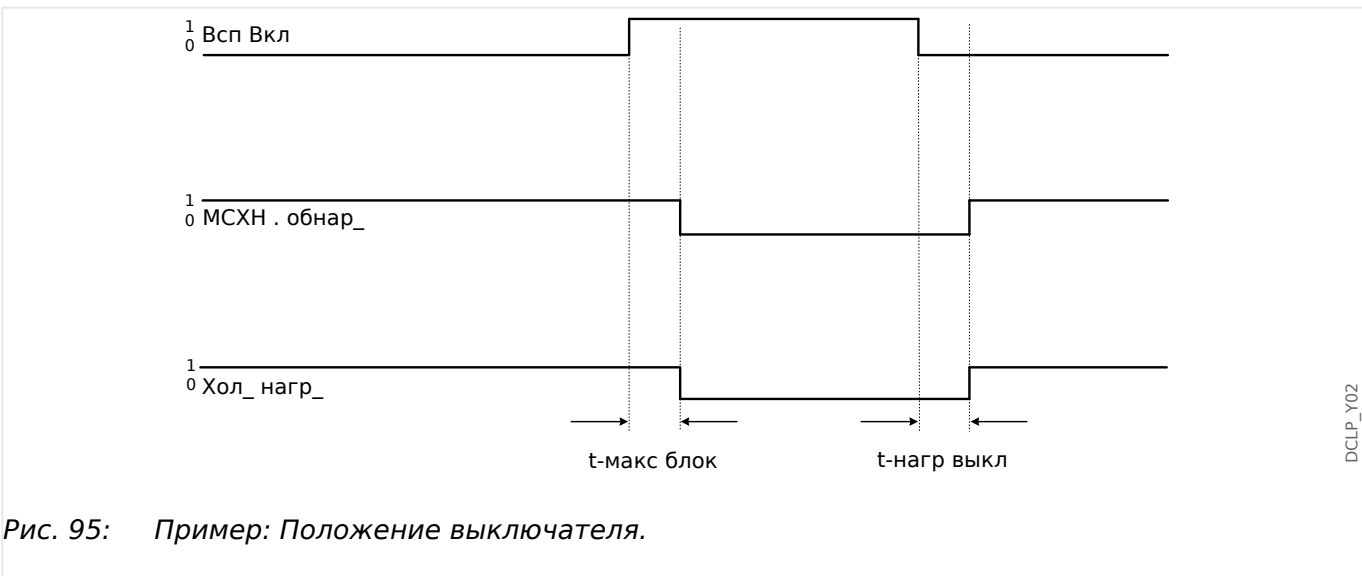 1
0 Всп Вкл
1
0 МСХН . обнар_
1
0 Хол_ нагр_
t-макс блок t-нагр выкл
DCLP_Y02
Рис. 95: Пример: Положение выключателя.